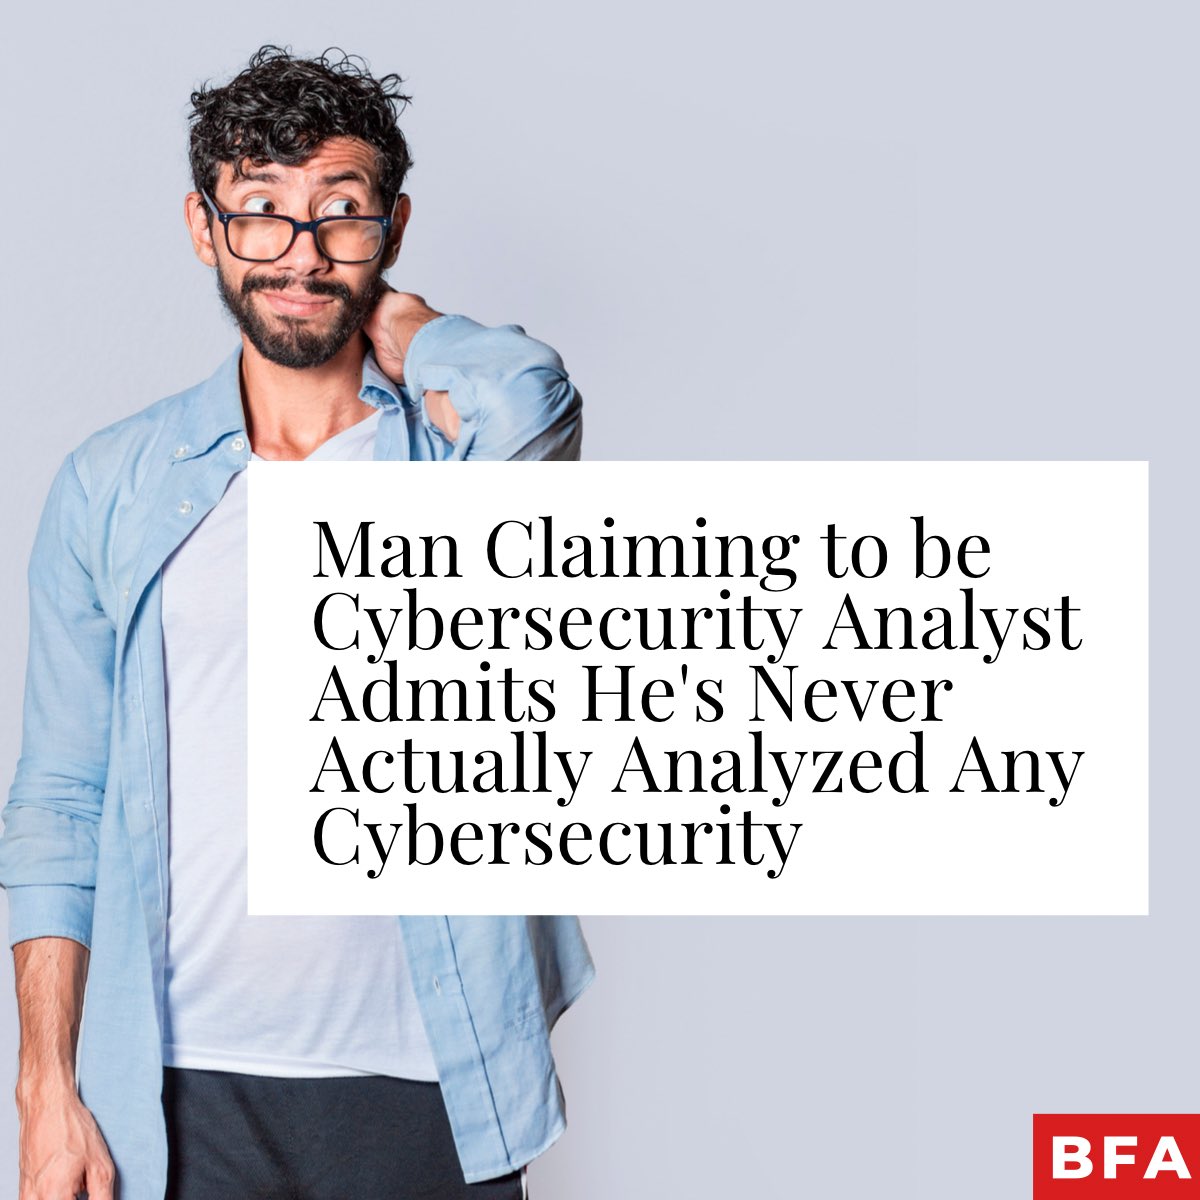 Man Claiming to be
Cybersecurity Analyst
Admits He's Never
Actually Analyzed Any
Cybersecurity
BFA